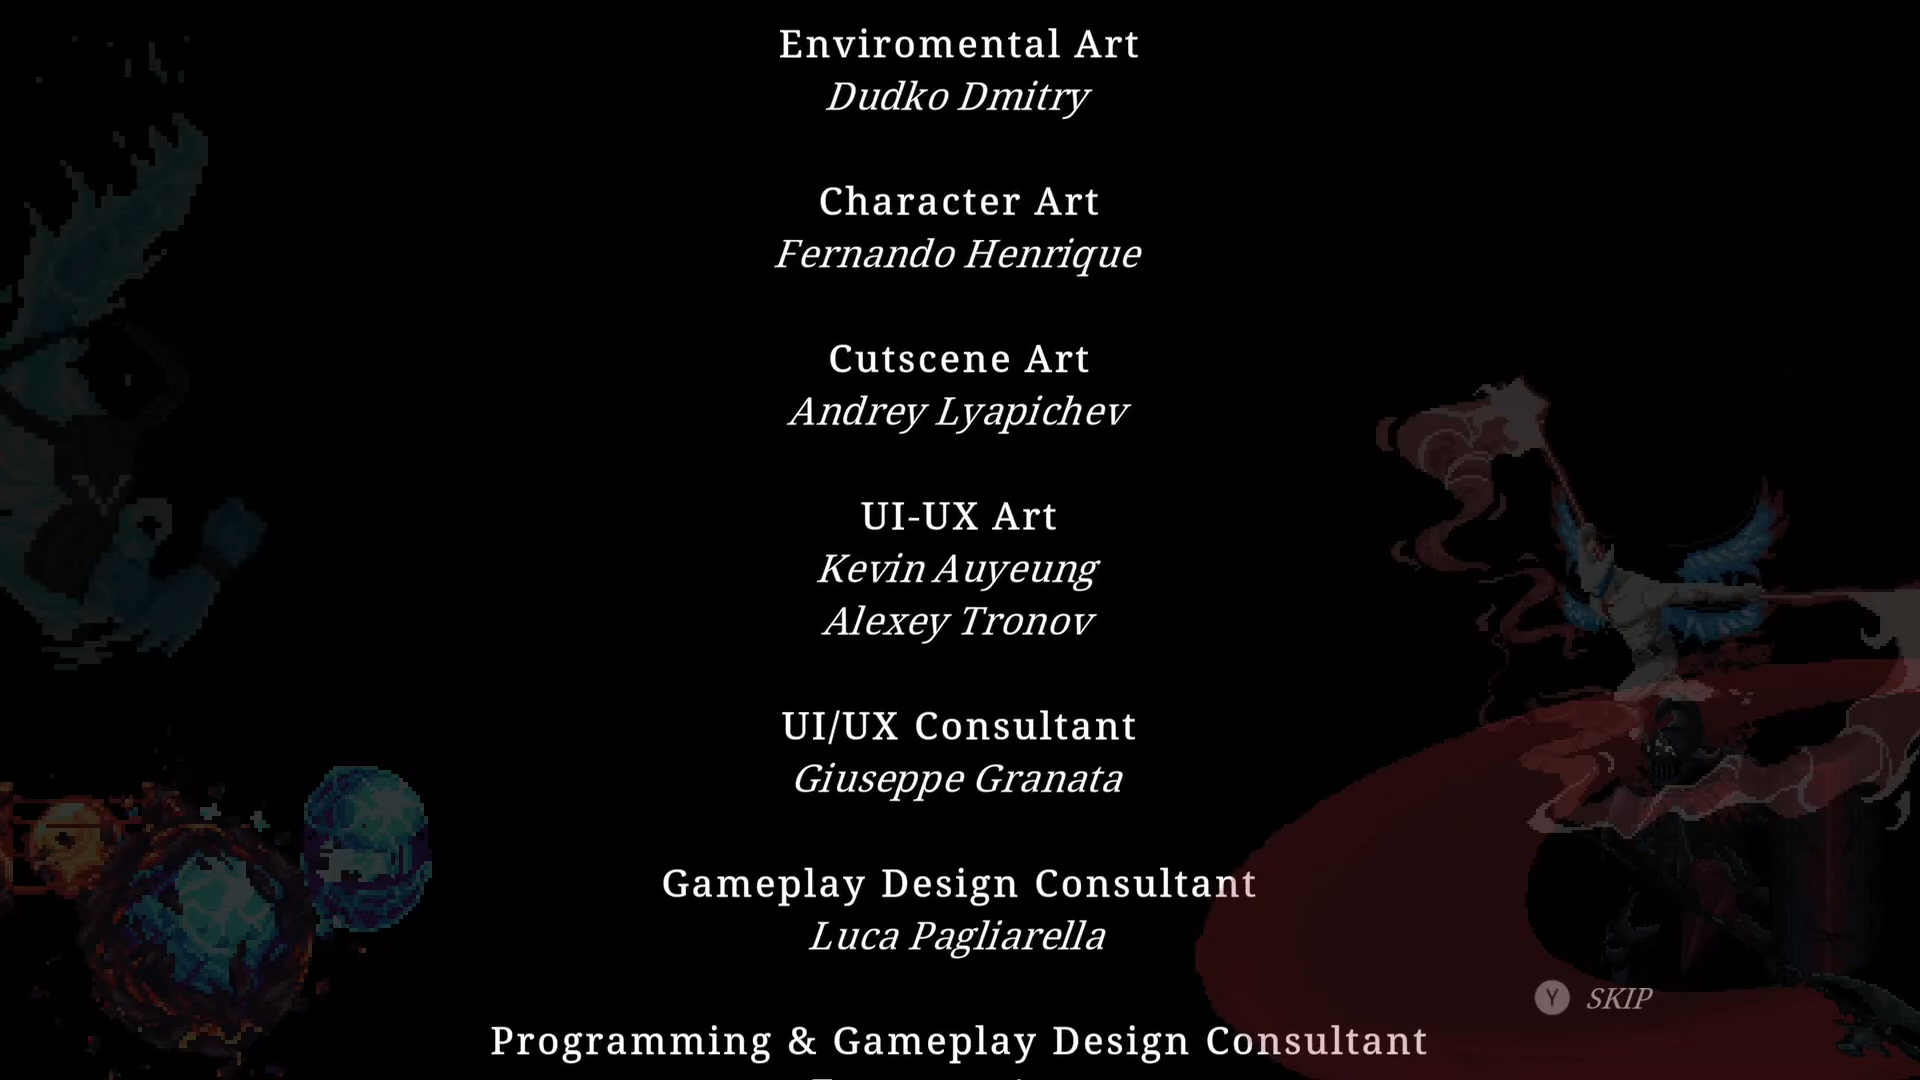 Enviromental Art
Dudko Dmitry
Character Art
Fernando Henrique
Cutscene Art
Andrey Lyapichev
UI-UX Art
Kevin Auyeung
Alexey Tronov
UI/UX Consultant
Giuseppe Granata
Gameplay Design Consultant
Luca Pagliarella
Y SKIP
Programming & Gameplay Design Consultant